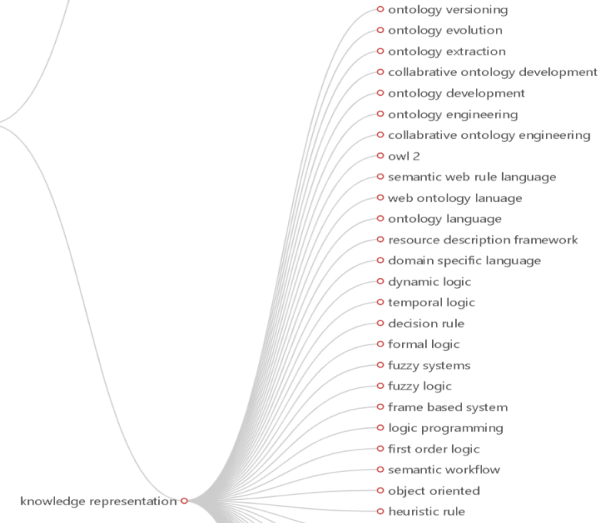 ontology versioning
ontology evolution
ontology extraction
collabrative ontology development
ontology development
ontology engineering
collabrative ontology engineering
owl 2
semantic web rule language
web ontology lanuage
ontology language
resource description framework
domain specific language
dynamic logic
temporal logic
decision rule
formal logic
fuzzy systems
fuzzy logic
frame based system
logic programming
first order logic
semantic workflow
object oriented
knowledge representation
heuristic rule